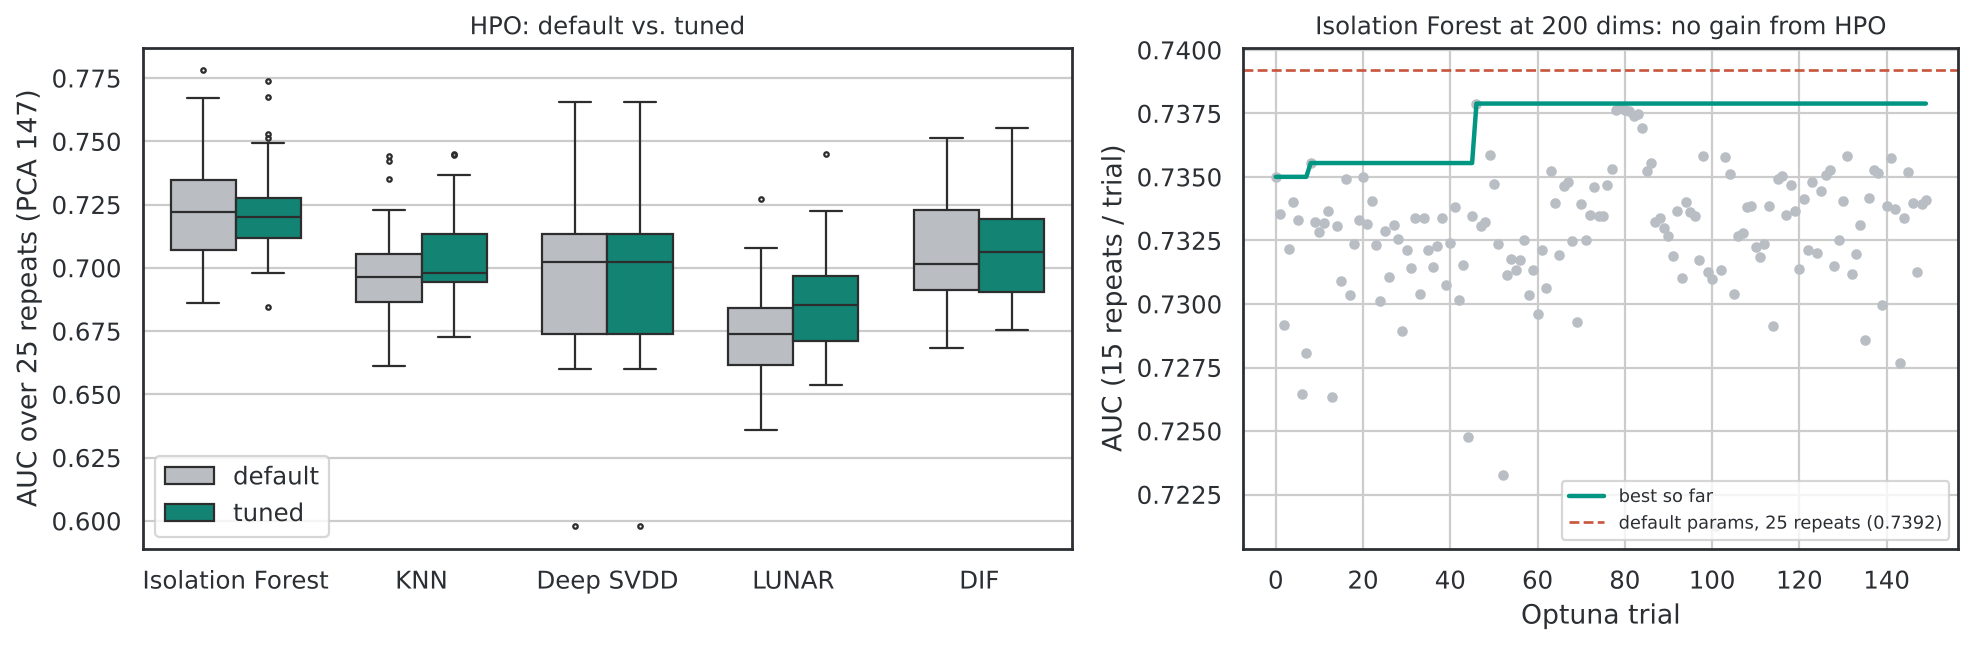 HPO: default vs. tuned
AUC over 25 repeats (PCA 147)
0.775
0.750
0.725
0.700
0.675
0.650
0.625
0.600
default
tuned
Isolation Forest KNN Deep SVDD LUNAR DIF
Isolation Forest at 200 dims: no gain from HPO
AUC (15 repeats / trial)
0.7400
0.7375
0.7350
0.7325
0.7300
0.7275
0.7250
0.7225
best so far
default params, 25 repeats (0.7392)
0 20 40 60 80 100 120 140
Optuna trial